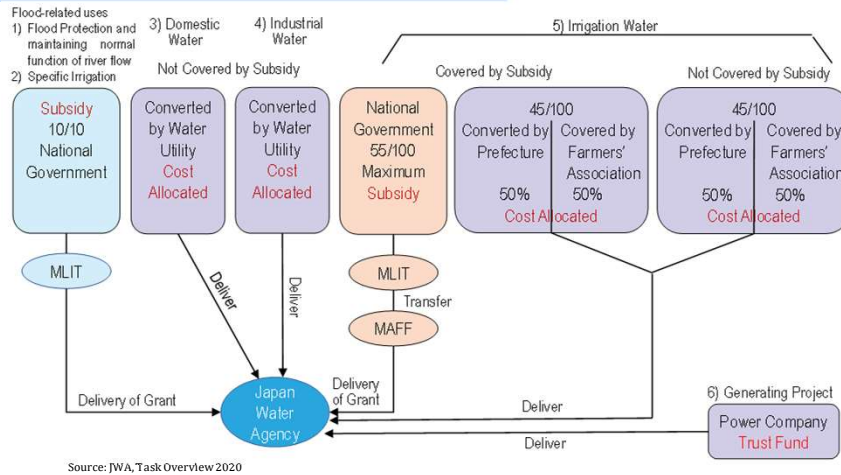 Flood-related uses
1) Flood Protection and
maintaining normal
function of river flow
2) Specific Irrigation
3) Domestic
Water
4) Industrial
Water
Not Covered by Subsidy
5) Irrigation Water
Covered by Subsidy
Not Covered by Subsidy
Subsidy
10/10
National
Government
Converted
by Water
Utility
Cost
Allocated
Converted
by Water
Utility
Cost
Allocated
National
Government
55/100
Maximum
Subsidy
45/100
Converted by
Prefecture
50%
Covered by
Farmers'
Association
50%
Cost Allocated
45/100
Converted by
Prefecture
50%
Covered by
Farmers'
Association
50%
Cost Allocated
MLIT
Deliver
Deliver
MLIT
Transfer
MAFF
Delivery of Grant
Japan
Water
Agency
Delivery
of Grant
Deliver
Deliver
6) Generating Project
Power Company
Trust Fund
Source: JWA, Task Overview 2020